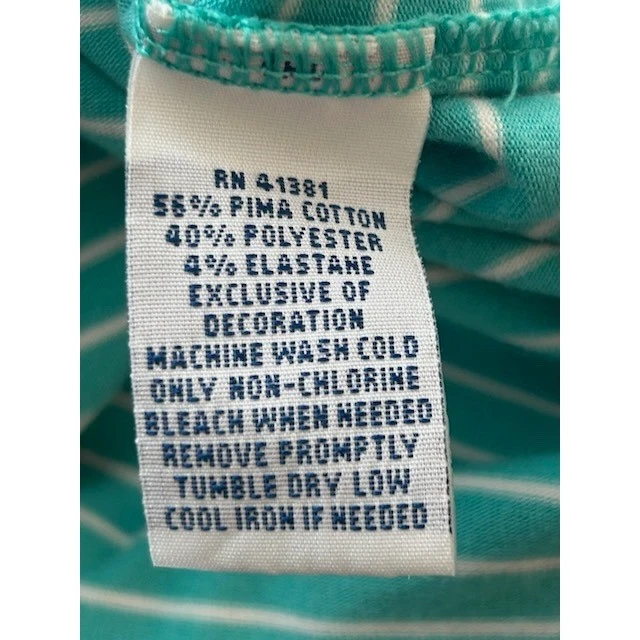 RN 41381
56% PIMA COTTON
40% POLYESTER
4% ELASTANE
EXCLUSIVE OF
DECORATION
MACHINE WASH COLD
ONLY NON-CHLORINE
BLEACH WHEN NEEDED
REMOVE PROMPTLY
TUMBLE DRY LOW
COOL IRON IF NEEDED